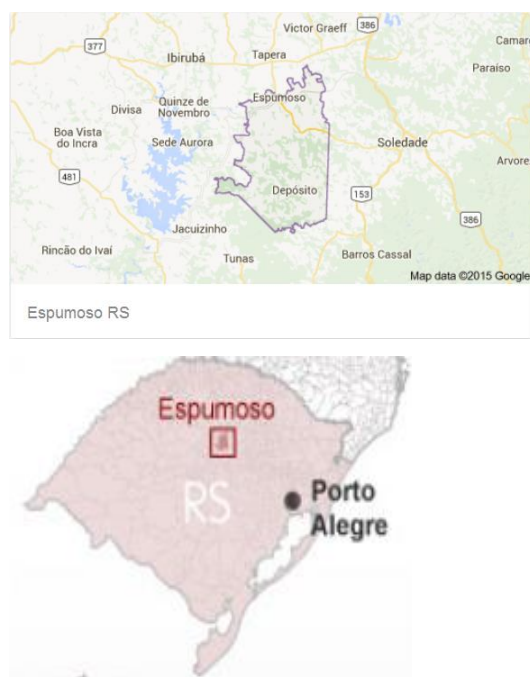 Victor Graeff
386
Camar
377
Ibirubá
Tapera
Paraíso
Quinze de
Novembro
Espumoso
Divisa
Boa Vista
do Incra
Sede Aurora
Soledade
Arvore
481
Depósito
153
386
Jacuizinho
Rincão do Ivaí
Tunas
Barros Cassal
Map data ©2015 Google
Espumoso RS
Espumoso
RS
Porto
Alegre